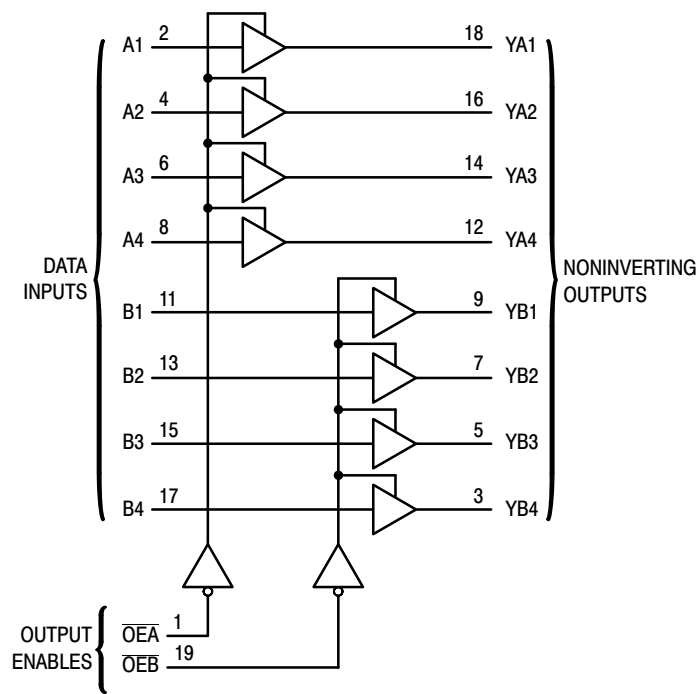 A1 2 18 YA1
A2 4 16 YA2
A3 6 14 YA3
A4 8 12 YA4
DATA
INPUTS
NONINVERTING
OUTPUTS
B1 11 9 YB1
B2 13 7 YB2
B3 15 5 YB3
B4 17 3 YB4
OUTPUT
ENABLES
O̅E̅A̅ 1
O̅E̅B̅ 19